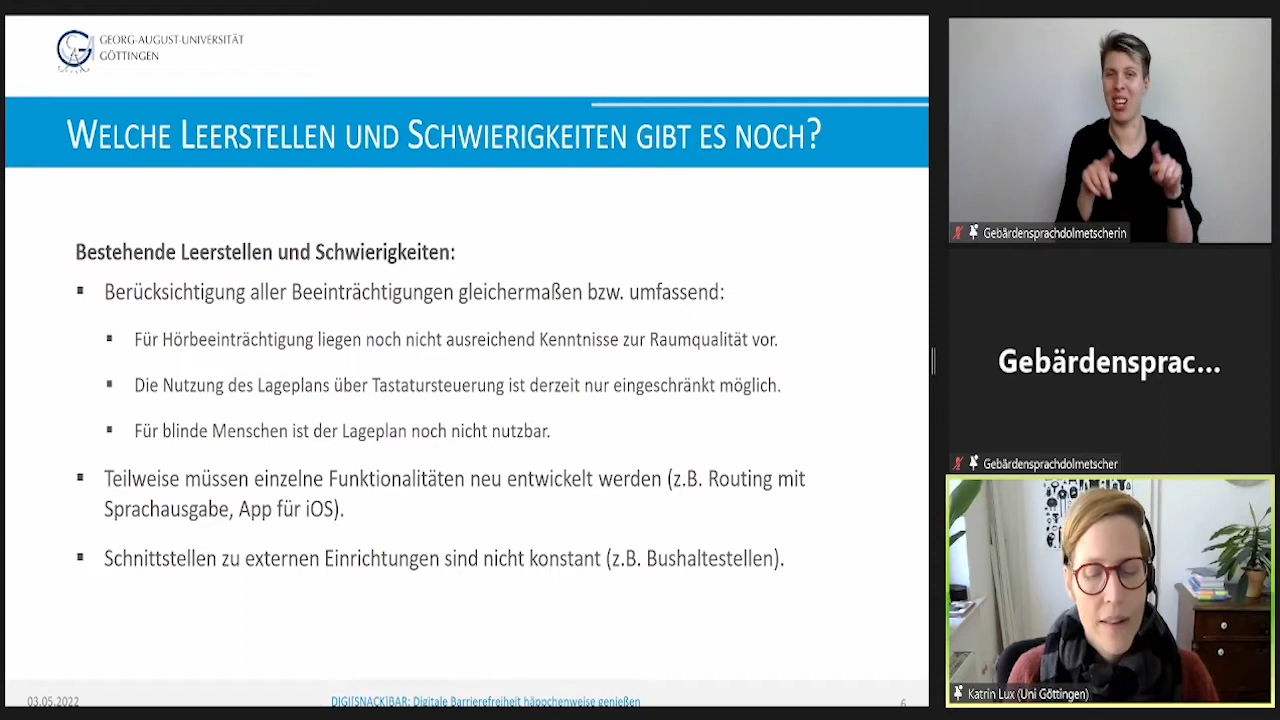 GEORG-AUGUST-UNIVERSITÄT
GÖTTINGEN
WELCHE LEERSTELLEN UND SCHWIERIGKEITEN GIBT ES NOCH?
Bestehende Leerstellen und Schwierigkeiten:
Berücksichtigung aller Beeinträchtigungen gleichermaßen bzw. umfassend:
Für Hörbeeinträchtigung liegen noch nicht ausreichend Kenntnisse zur Raumqualität vor.
Die Nutzung des Lageplans über Tastatursteuerung ist derzeit nur eingeschränkt möglich.
Für blinde Menschen ist der Lageplan noch nicht nutzbar.
Teilweise müssen einzelne Funktionalitäten neu entwickelt werden (z.B. Routing mit
Sprachausgabe, App für iOS).
Schnittstellen zu externen Einrichtungen sind nicht konstant (z.B. Bushaltestellen).
03.05.2022
DIGI[SNACK]BAR: Digitale Barrierefreiheit häppchenweise genießen
6
Gebärdensprachdolmetscherin
Gebärdensprac...
Gebärdensprachdolmetscher
Katrin Lux (Uni Göttingen)